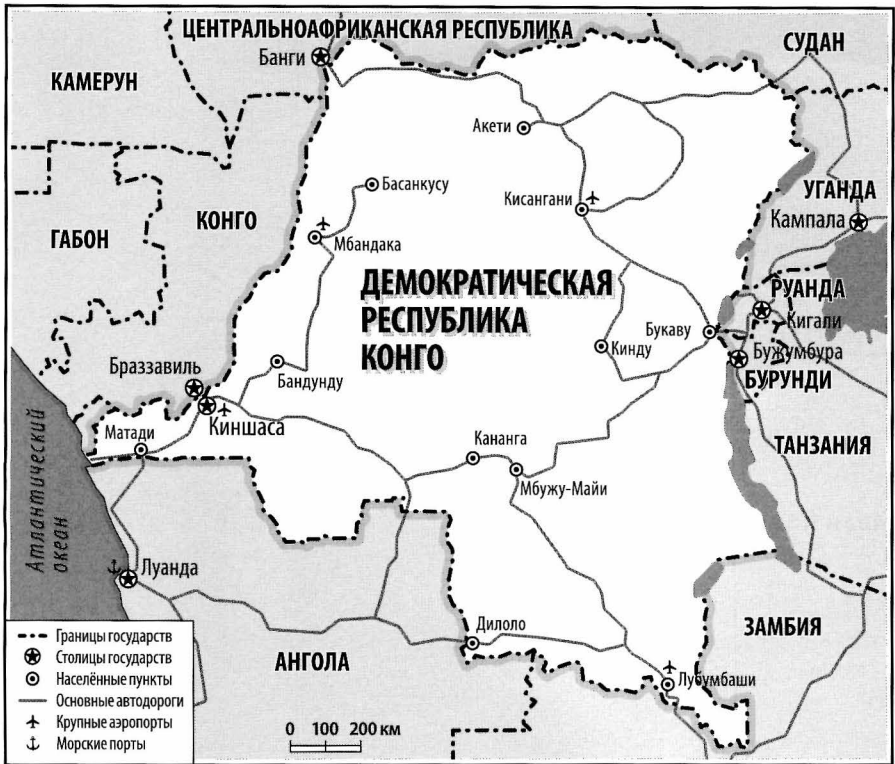 ЦЕНТРАЛЬНОАФРИКАНСКАЯ РЕСПУБЛИКА
СУДАН
Банги
КАМЕРУН
Акети
Басанкусу
УГАНДА
Кисангани
КОНГО
Кампала
ГАБОН
Мбандака
ДЕМОКРАТИЧЕСКАЯ
РЕСПУБЛИКА
КОНГО
РУАНДА
Кигали
Букаву
Кинду
Бужумбура
БУРУНДИ
Браззавиль
Бандунду
Киншаса
Матади
Кананга
ТАНЗАНИЯ
Мбужу-Майи
Атлантический
океан
Луанда
Дилоло
ЗАМБИЯ
АНГОЛА
Лубумбаши
Границы государств
Столицы государств
Населённые пункты
Основные автодороги
Крупные аэропорты
Морские порты
0 100 200 км